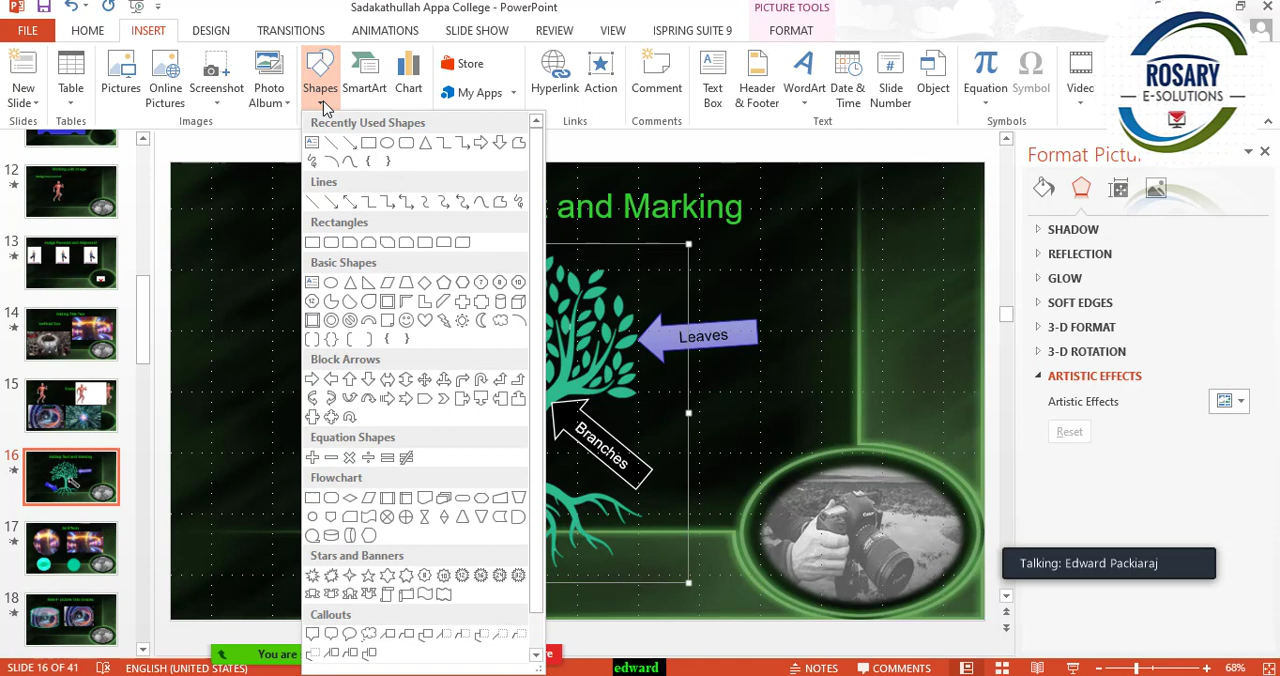 Sadakathullah Appa College - PowerPoint
PICTURE TOOLS
FILE
HOME
INSERT
DESIGN
TRANSITIONS
ANIMATIONS
SLIDE SHOW
REVIEW
VIEW
ISPRING SUITE 9
FORMAT
New Slide
Table
Pictures
Online Pictures
Screenshot
Photo Album
Shapes
SmartArt
Chart
Store
My Apps
Hyperlink
Action
Comment
Text Box
Header & Footer
WordArt
Date & Time
Slide Number
Object
Equation
Symbol
Video
Slides
Tables
Images
Links
Comments
Text
Symbols
ROSARY
E-SOLUTIONS
Recently Used Shapes
Lines
Rectangles
Basic Shapes
Block Arrows
Equation Shapes
Flowchart
Stars and Banners
Callouts
12
13
14
15
16
17
18
and Marking
Leaves
Branches
Format Pictur
SHADOW
REFLECTION
GLOW
SOFT EDGES
3-D FORMAT
3-D ROTATION
ARTISTIC EFFECTS
Artistic Effects
Reset
Talking: Edward Packiaraj
You are
edward
SLIDE 16 OF 41
ENGLISH (UNITED STATES)
NOTES
COMMENTS
68%